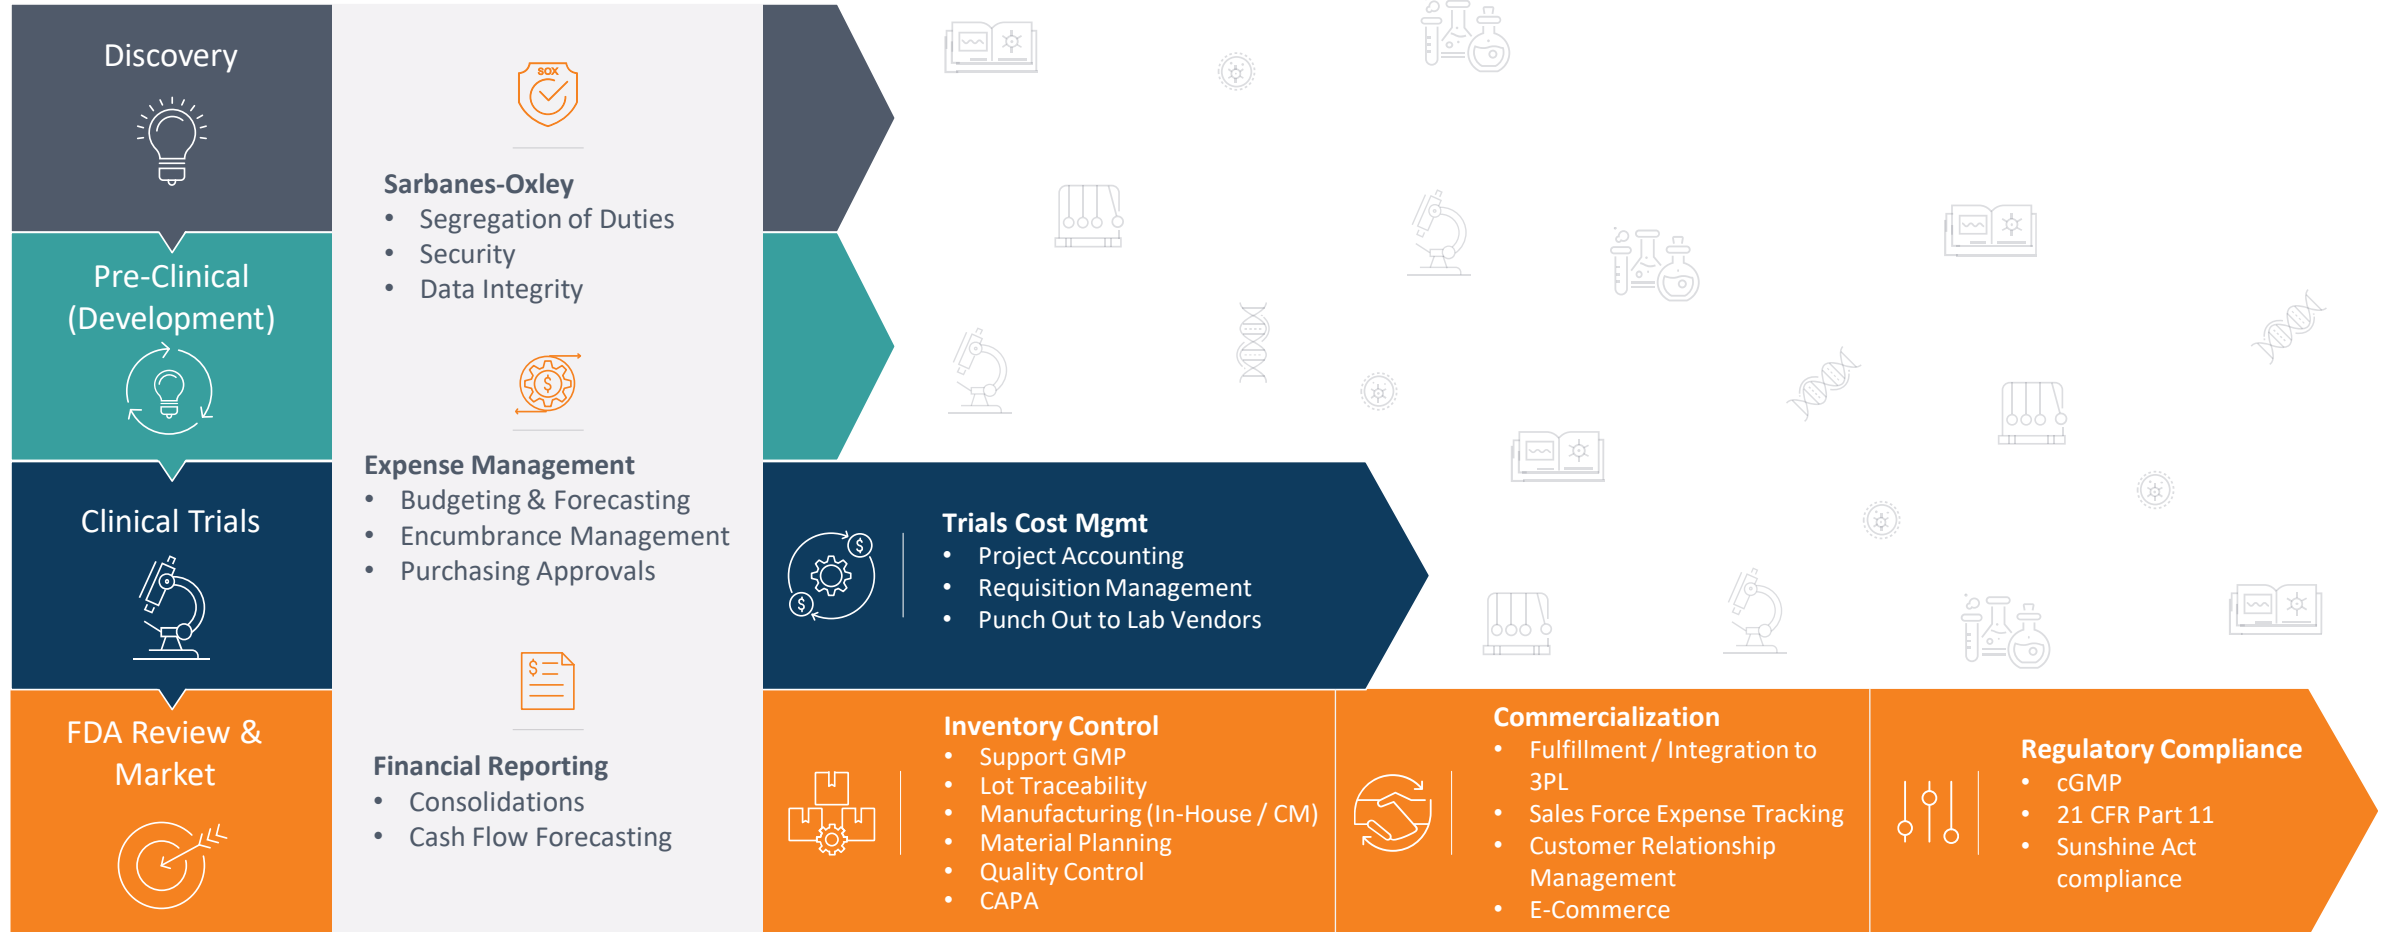 Discovery
Pre-Clinical
(Development)
Clinical Trials
FDA Review &
Market
SOX
Sarbanes-Oxley
• Segregation of Duties
• Security
• Data Integrity
$
Expense Management
• Budgeting & Forecasting
• Encumbrance Management
• Purchasing Approvals
$
Financial Reporting
• Consolidations
• Cash Flow Forecasting
$
$
Trials Cost Mgmt
• Project Accounting
• Requisition Management
• Punch Out to Lab Vendors
Inventory Control
• Support GMP
• Lot Traceability
• Manufacturing (In-House / CM)
• Material Planning
• Quality Control
• CAPA
Commercialization
• Fulfillment / Integration to
3PL
• Sales Force Expense Tracking
• Customer Relationship
Management
• E-Commerce
Regulatory Compliance
• cGMP
• 21 CFR Part 11
• Sunshine Act
compliance